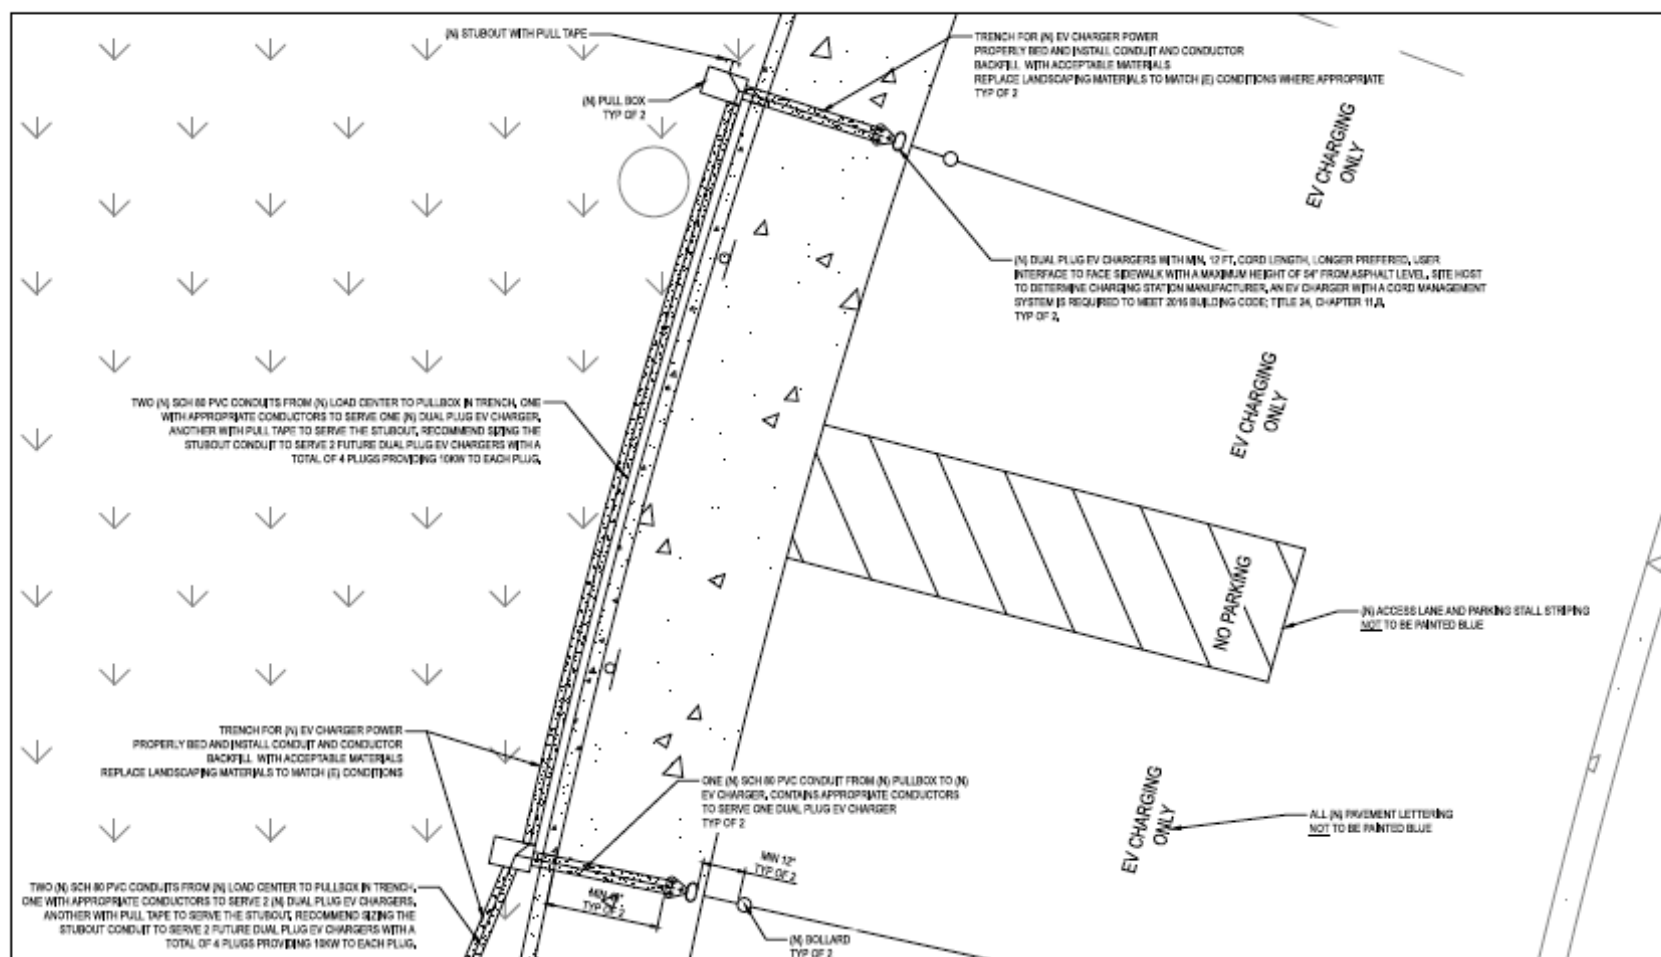 (N) STUBOUT WITH PULL TAPE
(N) PULL BOX
TYP OF 2
TRENCH FOR (N) EV CHARGER POWER
PROPERLY BED AND INSTALL CONDUIT AND CONDUCTOR
BACKFILL WITH ACCEPTABLE MATERIALS
REPLACE LANDSCAPING MATERIALS TO MATCH (E) CONDITIONS WHERE APPROPRIATE
TYP OF 2
EV CHARGING
ONLY
(N) DUAL PLUG EV CHARGERS WITH MIN. 12 FT. CORD LENGTH, LONGER PREFERED, USER
INTERFACE TO FACE SIDEWALK WITH A MAXIMUM HEIGHT OF 54" FROM ASPHALT LEVEL, SITE HOST
TO DETERMINE CHARGING STATION MANUFACTURER, AN EV CHARGER WITH A CORD MANAGEMENT
SYSTEM IS REQUIRED TO MEET 2016 BUILDING CODE; TITLE 24, CHAPTER 11.B.
TYP OF 2.
EV CHARGING
ONLY
TWO (N) SCH 80 PVC CONDUITS FROM (N) LOAD CENTER TO PULLBOX IN TRENCH, ONE
WITH APPROPRIATE CONDUCTORS TO SERVE ONE (N) DUAL PLUG EV CHARGER,
ANOTHER WITH PULL TAPE TO SERVE THE STUBOUT, RECOMMEND SIZING THE
STUBOUT CONDUIT TO SERVE 2 FUTURE DUAL PLUG EV CHARGERS WITH A
TOTAL OF 4 PLUGS PROVIDING 10KW TO EACH PLUG.
NO PARKING
(N) ACCESS LANE AND PARKING STALL STRIPING
NOT TO BE PAINTED BLUE
TRENCH FOR (N) EV CHARGER POWER
PROPERLY BED AND INSTALL CONDUIT AND CONDUCTOR
BACKFILL WITH ACCEPTABLE MATERIALS
REPLACE LANDSCAPING MATERIALS TO MATCH (E) CONDITIONS
ONE (N) SCH 80 PVC CONDUIT FROM (N) PULLBOX TO (N)
EV CHARGER, CONTAINS APPROPRIATE CONDUCTORS
TO SERVE ONE DUAL PLUG EV CHARGER
TYP OF 2
EV CHARGING
ONLY
ALL (N) PAVEMENT LETTERING
NOT TO BE PAINTED BLUE
MIN 12"
TYP OF 2
MIN
TYP OF 2
TWO (N) SCH 80 PVC CONDUITS FROM (N) LOAD CENTER TO PULLBOX IN TRENCH,
ONE WITH APPROPRIATE CONDUCTORS TO SERVE 2 (N) DUAL PLUG EV CHARGERS,
ANOTHER WITH PULL TAPE TO SERVE THE STUBOUT, RECOMMEND SIZING THE
STUBOUT CONDUIT TO SERVE 2 FUTURE DUAL PLUG EV CHARGERS WITH A
TOTAL OF 4 PLUGS PROVIDING 10KW TO EACH PLUG.
(N) BOLLARD
TYP OF 2